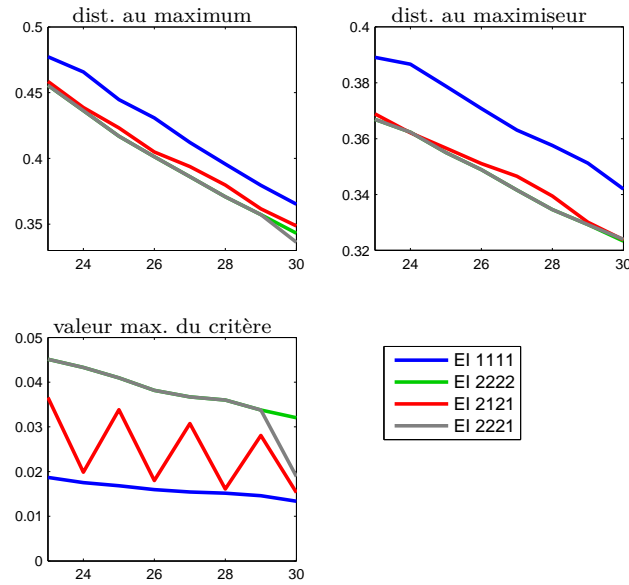 dist. au maximum
0.5
0.45
0.4
0.35
24 26 28 30
dist. au maximiseur
0.4
0.38
0.36
0.34
0.32
24 26 28 30
valeur max. du critère
0.05
0.04
0.03
0.02
0.01
0
24 26 28 30
EI 1111
EI 2222
EI 2121
EI 2221